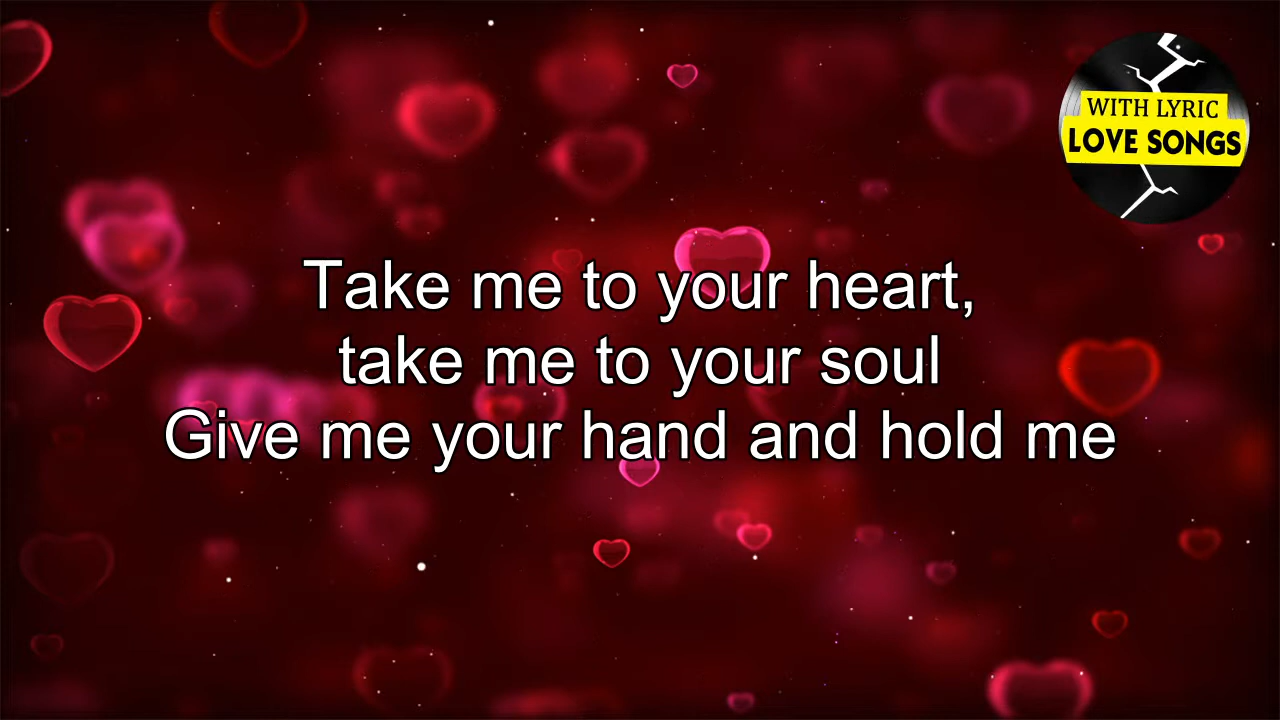 WITH LYRIC
LOVE SONGS
Take me to your heart,
take me to your soul
Give me your hand and hold me